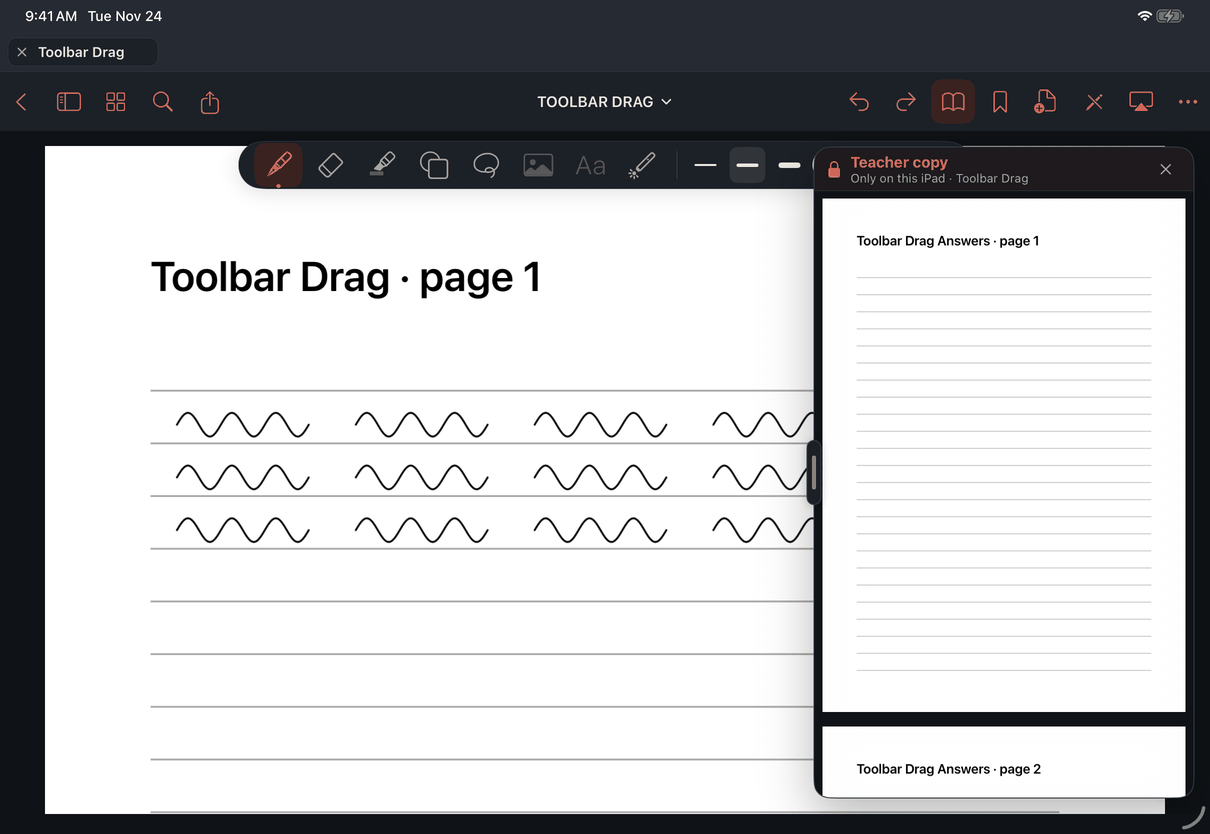 9:41 AM Tue Nov 24
Toolbar Drag
TOOLBAR DRAG
Aa
Teacher copy
Only on this iPad · Toolbar Drag
Toolbar Drag · page 1
Toolbar Drag Answers · page 1
Toolbar Drag Answers · page 2